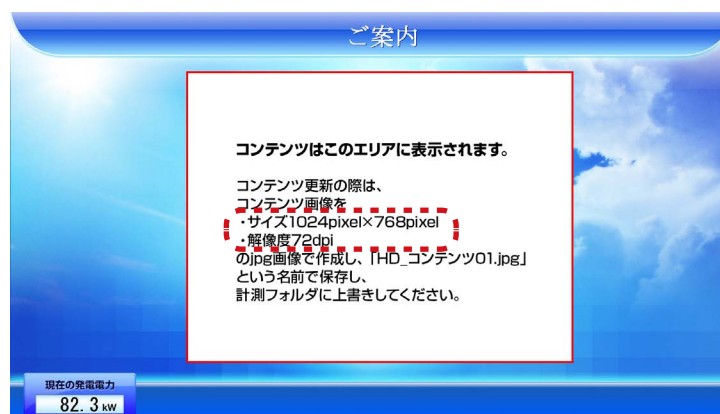 ご案内
コンテンツはこのエリアに表示されます。
コンテンツ更新の際は、
コンテンツ画像を
・サイズ1024pixel×768pixel
・解像度72dpi
のjpg画像で作成し、「HD_コンテンツ01.jpg」
という名前で保存し、
計測フォルダに上書きしてください。
現在の発電電力
82.3 kW